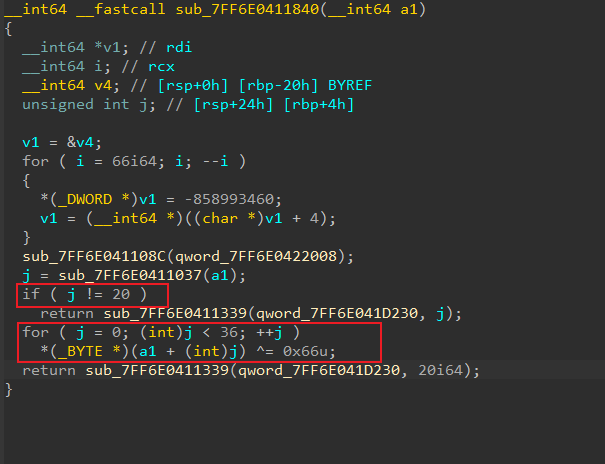 __int64 __fastcall sub_7FF6E0411840(__int64 a1)
{
  __int64 *v1; // rdi
  __int64 i; // rcx
  __int64 v4; // [rsp+0h] [rbp-20h] BYREF
  unsigned int j; // [rsp+24h] [rbp+4h]

  v1 = &v4;
  for ( i = 66i64; i; --i )
  {
    *(_DWORD *)v1 = -858993460;
    v1 = (__int64 *)((char *)v1 + 4);
  }
  sub_7FF6E041108C(qword_7FF6E0422008);
  j = sub_7FF6E0411037(a1);
  if ( j != 20 )
    return sub_7FF6E0411339(qword_7FF6E041D230, j);
  for ( j = 0; (int)j < 36; ++j )
    *(_BYTE *)(a1 + (int)j) ^= 0x66u;
  return sub_7FF6E0411339(qword_7FF6E041D230, 20i64);
}